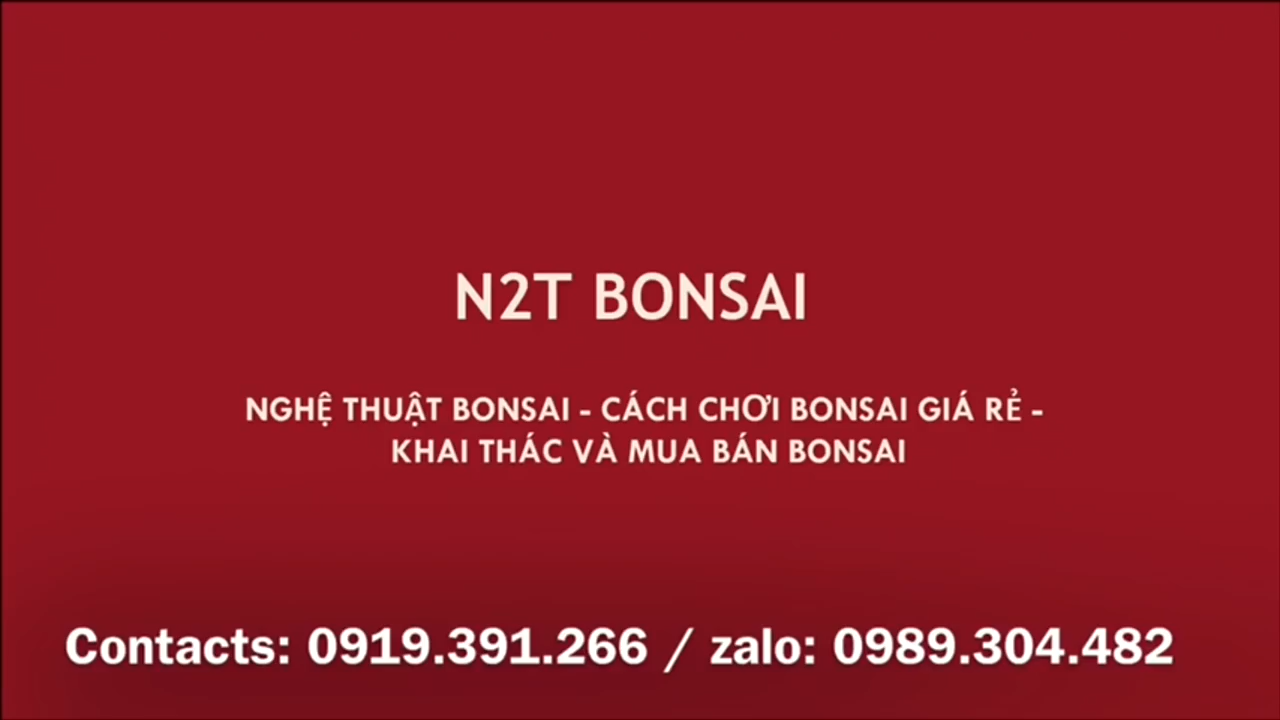 N2T BONSAI
NGHỆ THUẬT BONSAI - CÁCH CHƠI BONSAI GIÁ RẺ -
KHAI THÁC VÀ MUA BÁN BONSAI
Contacts: 0919.391.266 / zalo: 0989.304.482